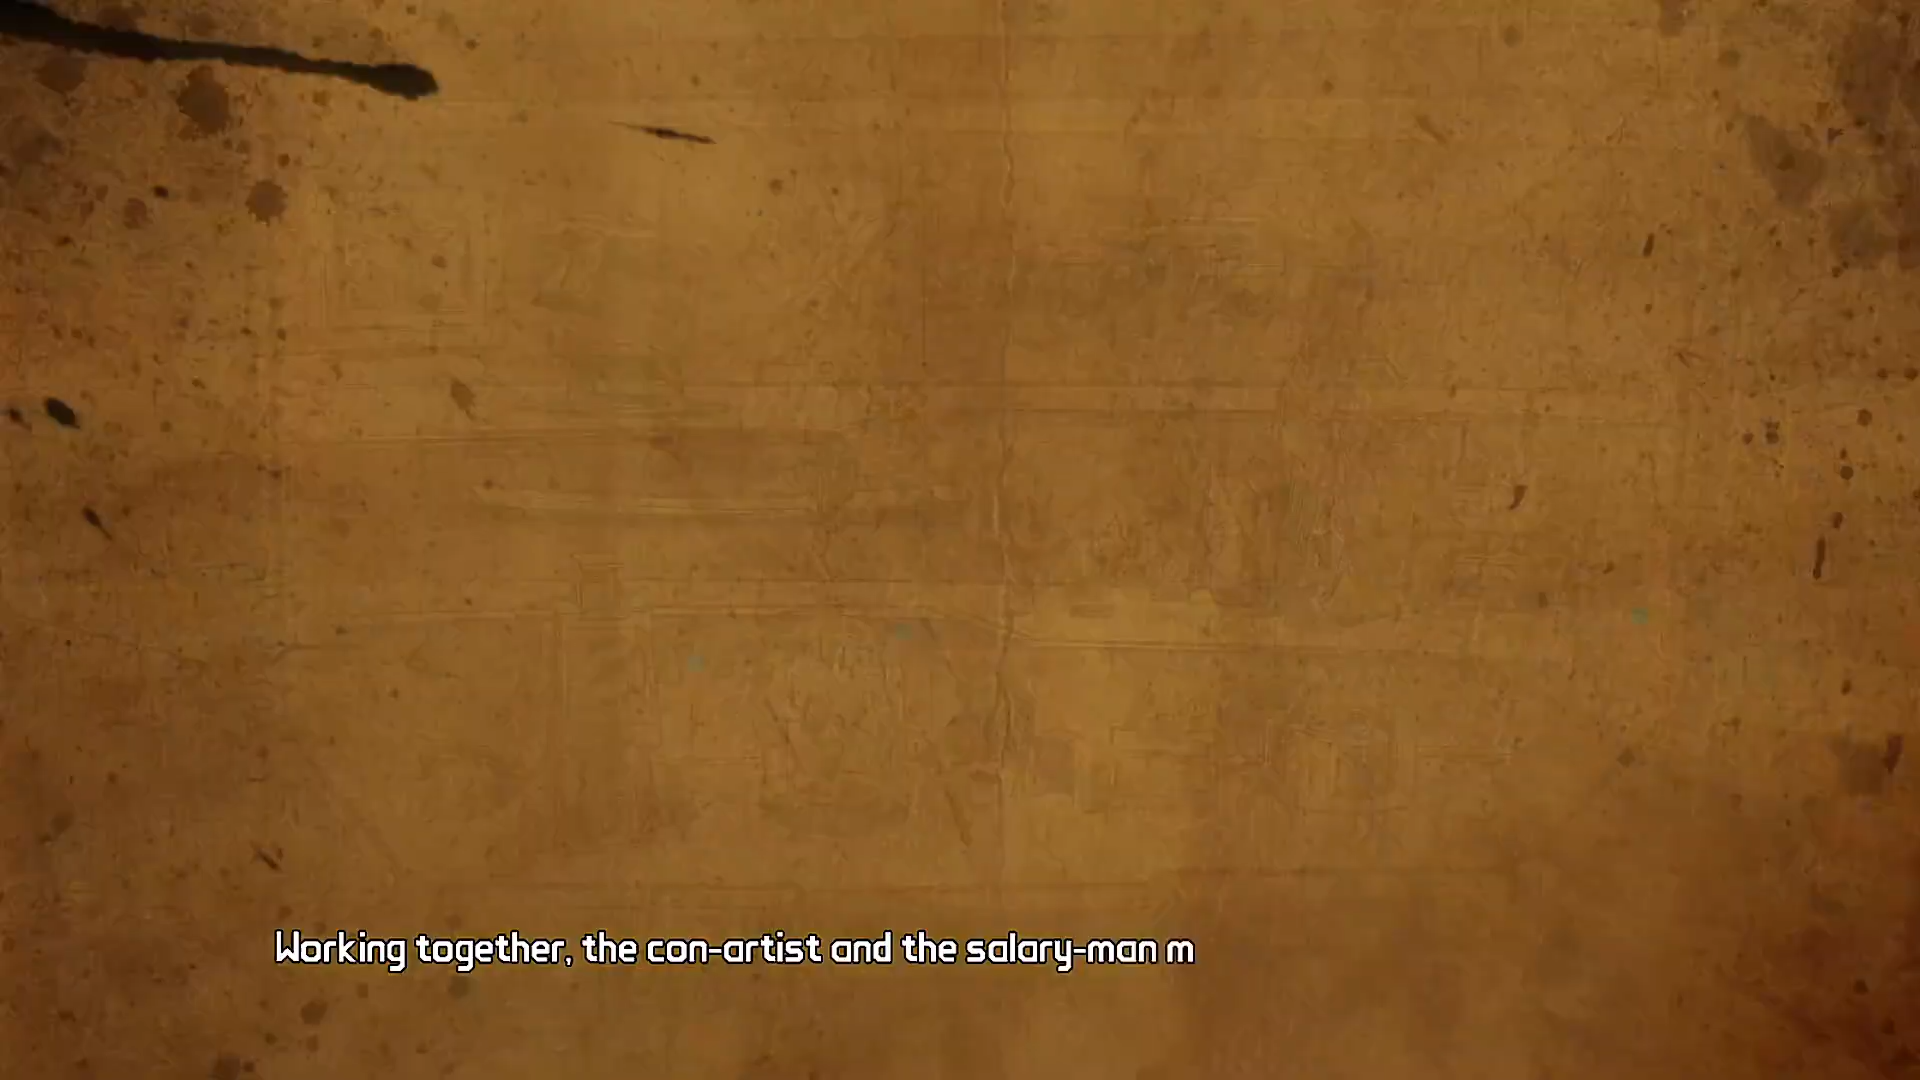 Working together, the con-artist and the salary-man m